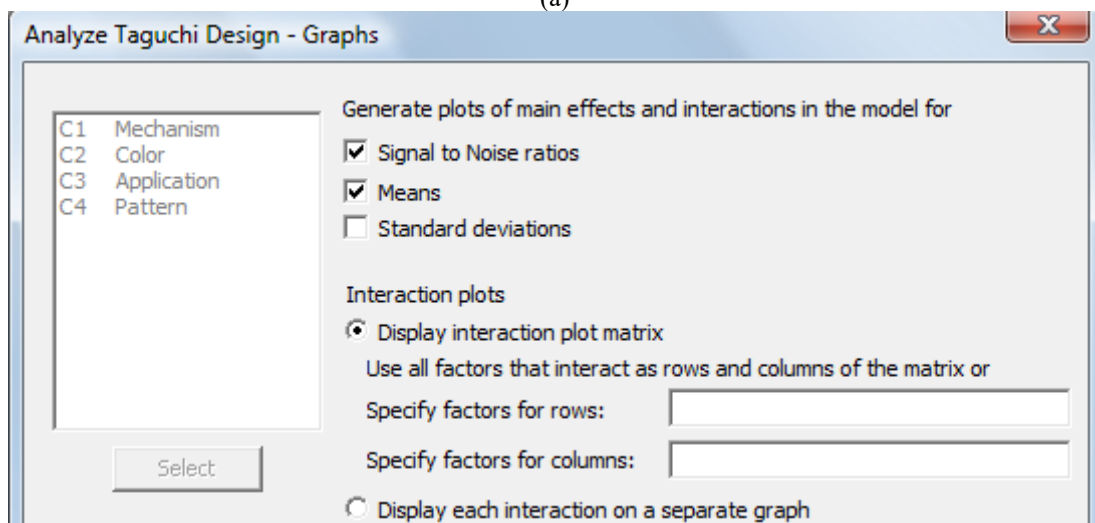 (a)
Analyze Taguchi Design - Graphs
Generate plots of main effects and interactions in the model for
C1 Mechanism
C2 Color
C3 Application
C4 Pattern
Signal to Noise ratios
Means
Standard deviations
Interaction plots
Display interaction plot matrix
Use all factors that interact as rows and columns of the matrix or
Specify factors for rows:
Specify factors for columns:
Select
Display each interaction on a separate graph